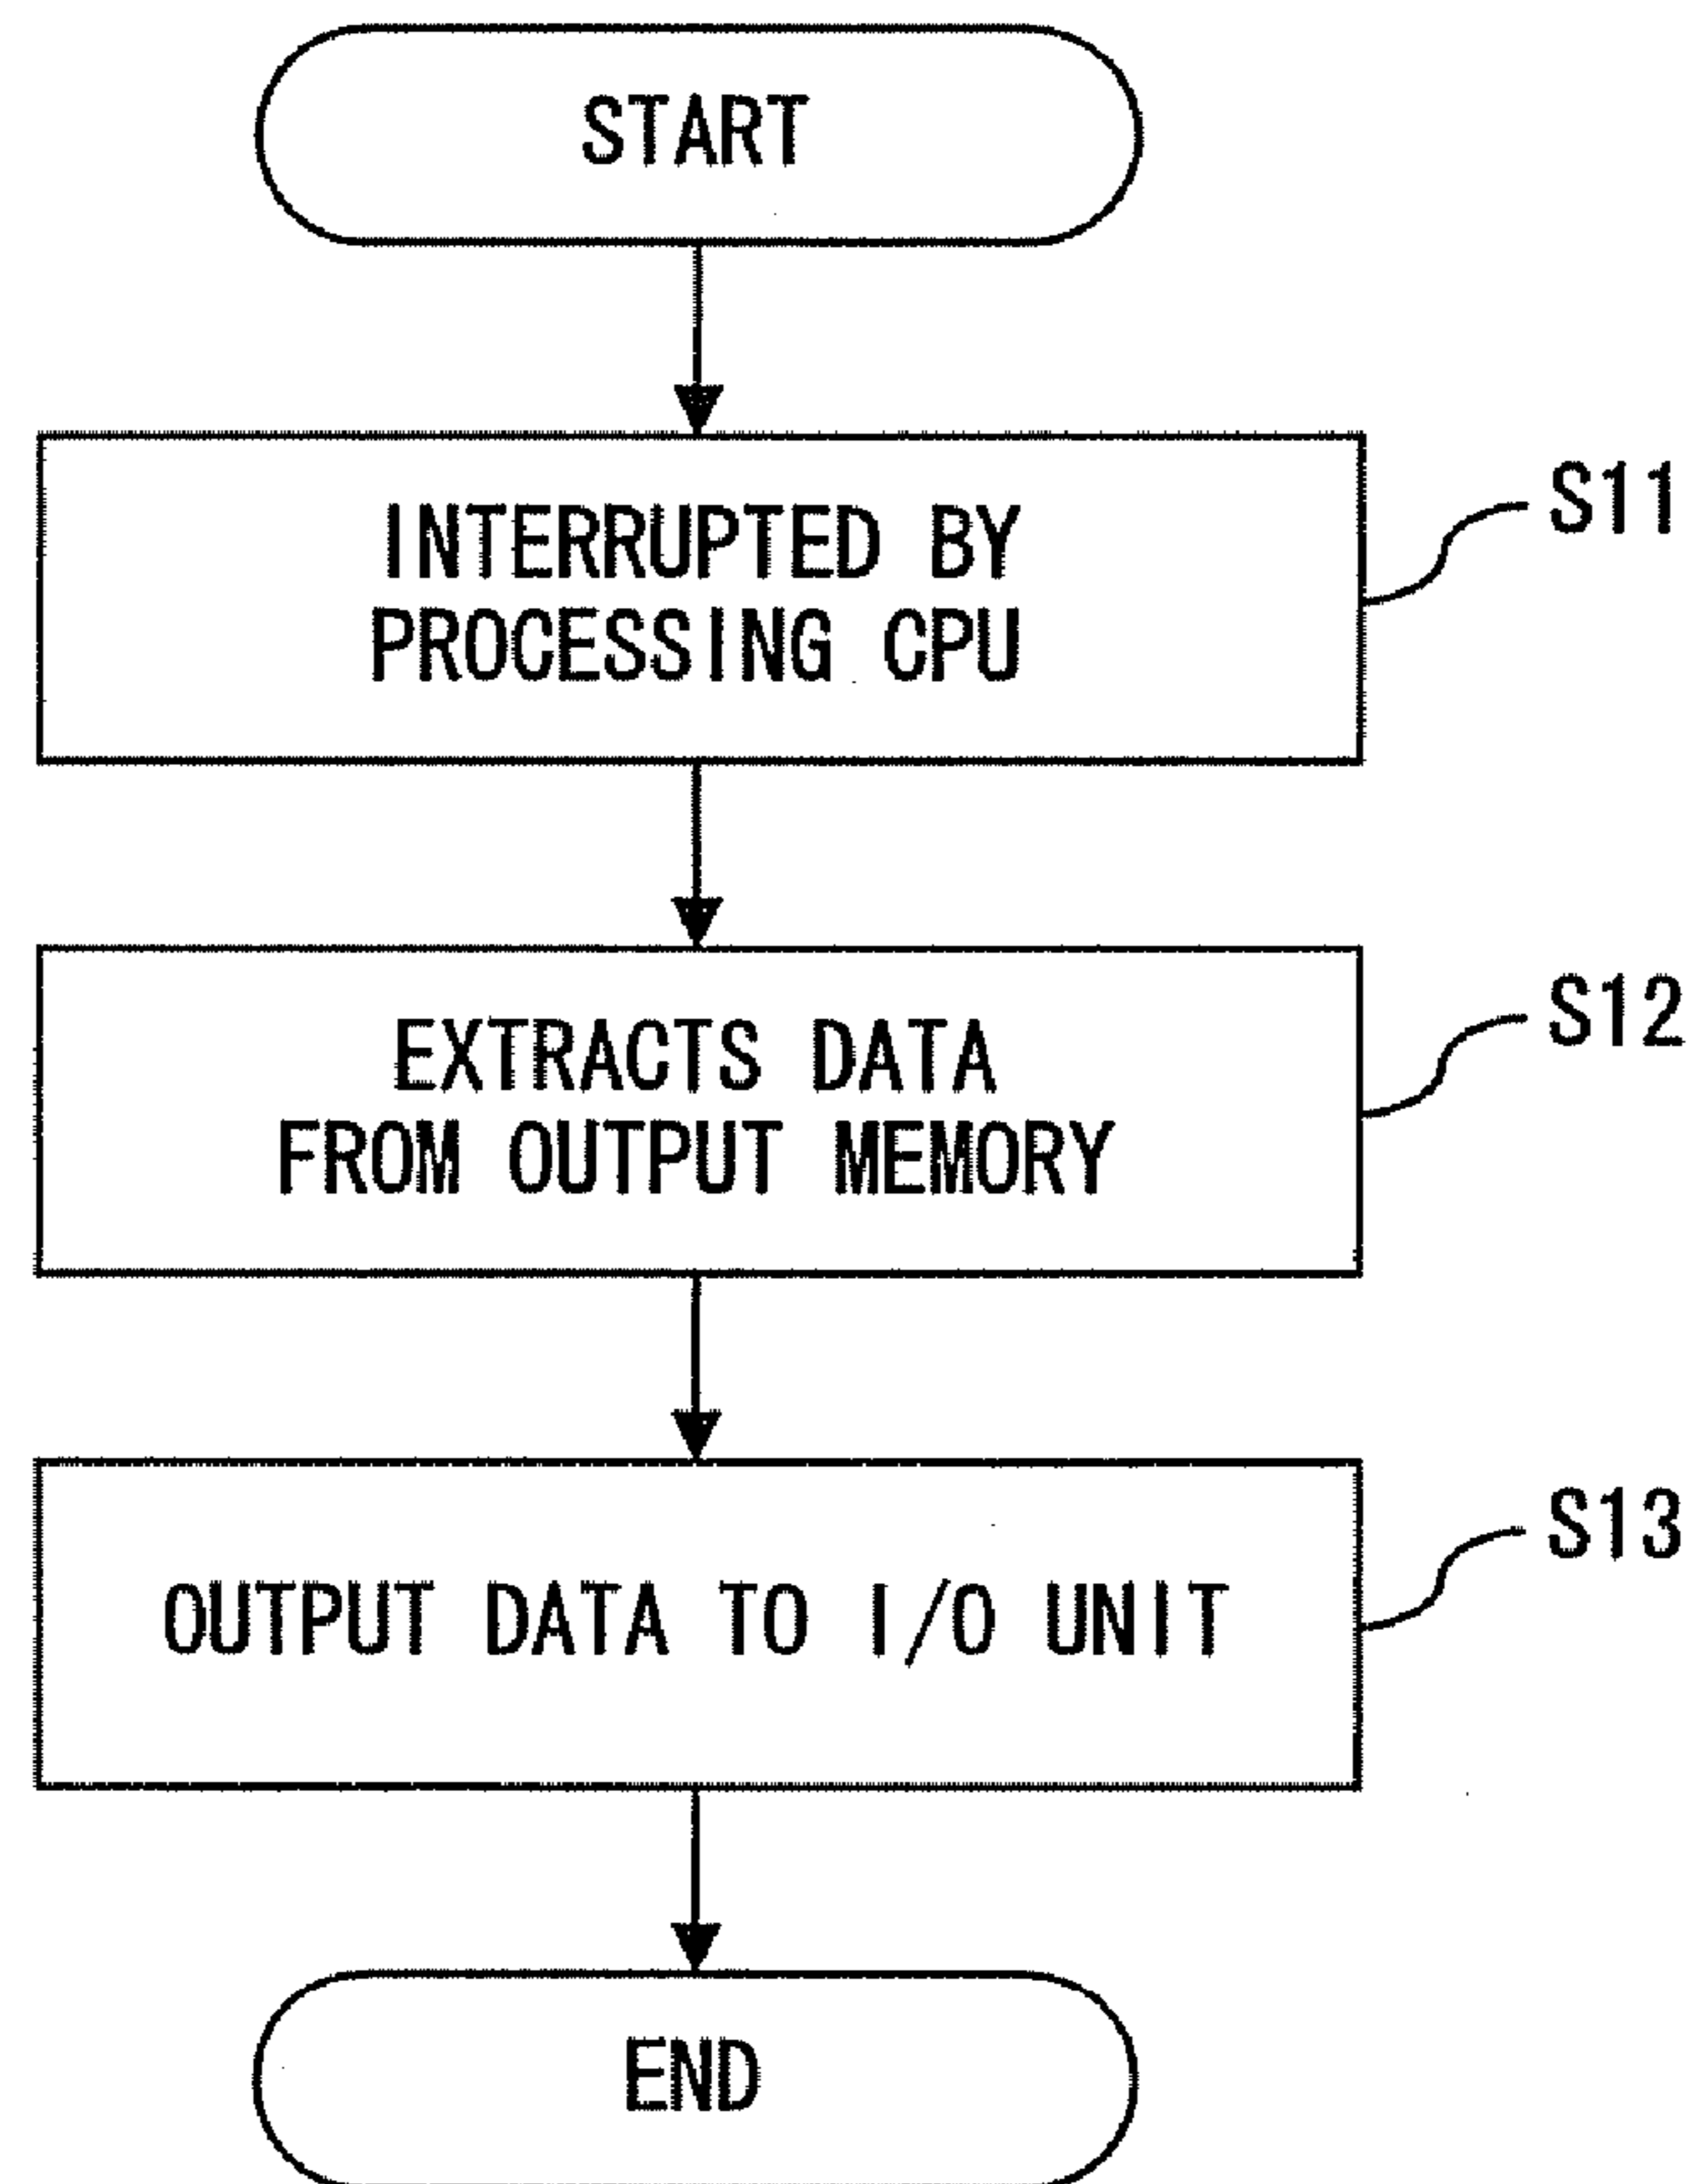 START
INTERRUPTED BY
PROCESSING CPU
S11
EXTRACTS DATA
FROM OUTPUT MEMORY
S12
OUTPUT DATA TO I/O UNIT
S13
END